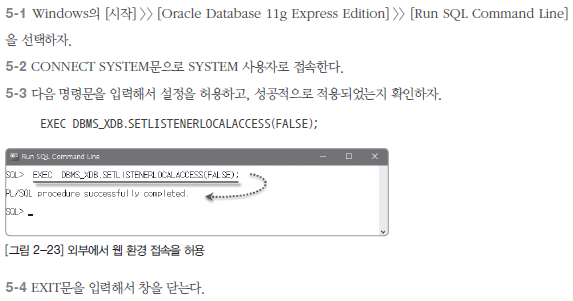 5-1 Windows의 [시작] 〉〉 [Oracle Database 11g Express Edition] 〉〉 [Run SQL Command Line]
을 선택하자.
5-2 CONNECT SYSTEM문으로 SYSTEM 사용자로 접속한다.
5-3 다음 명령문을 입력해서 설정을 허용하고, 성공적으로 적용되었는지 확인하자.
EXEC DBMS_XDB.SETLISTENERLOCALACCESS(FALSE);
Run SQL Command Line
SQL> EXEC DBMS_XDB.SETLISTENERLOCALACCESS(FALSE);
PL/SQL procedure successfully completed.
SQL> _
[그림 2-23] 외부에서 웹 환경 접속을 허용
5-4 EXIT문을 입력해서 창을 닫는다.